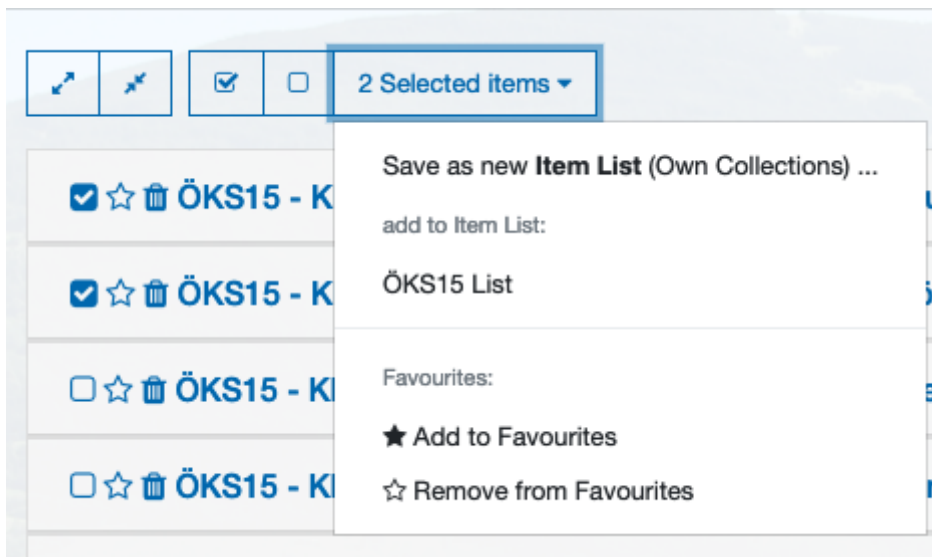 2 Selected items
Save as new Item List (Own Collections) ...
add to Item List:
ÖKS15 List
Favourites:
Add to Favourites
Remove from Favourites
ÖKS15 - K
ÖKS15 - K
ÖKS15 - K
ÖKS15 - K